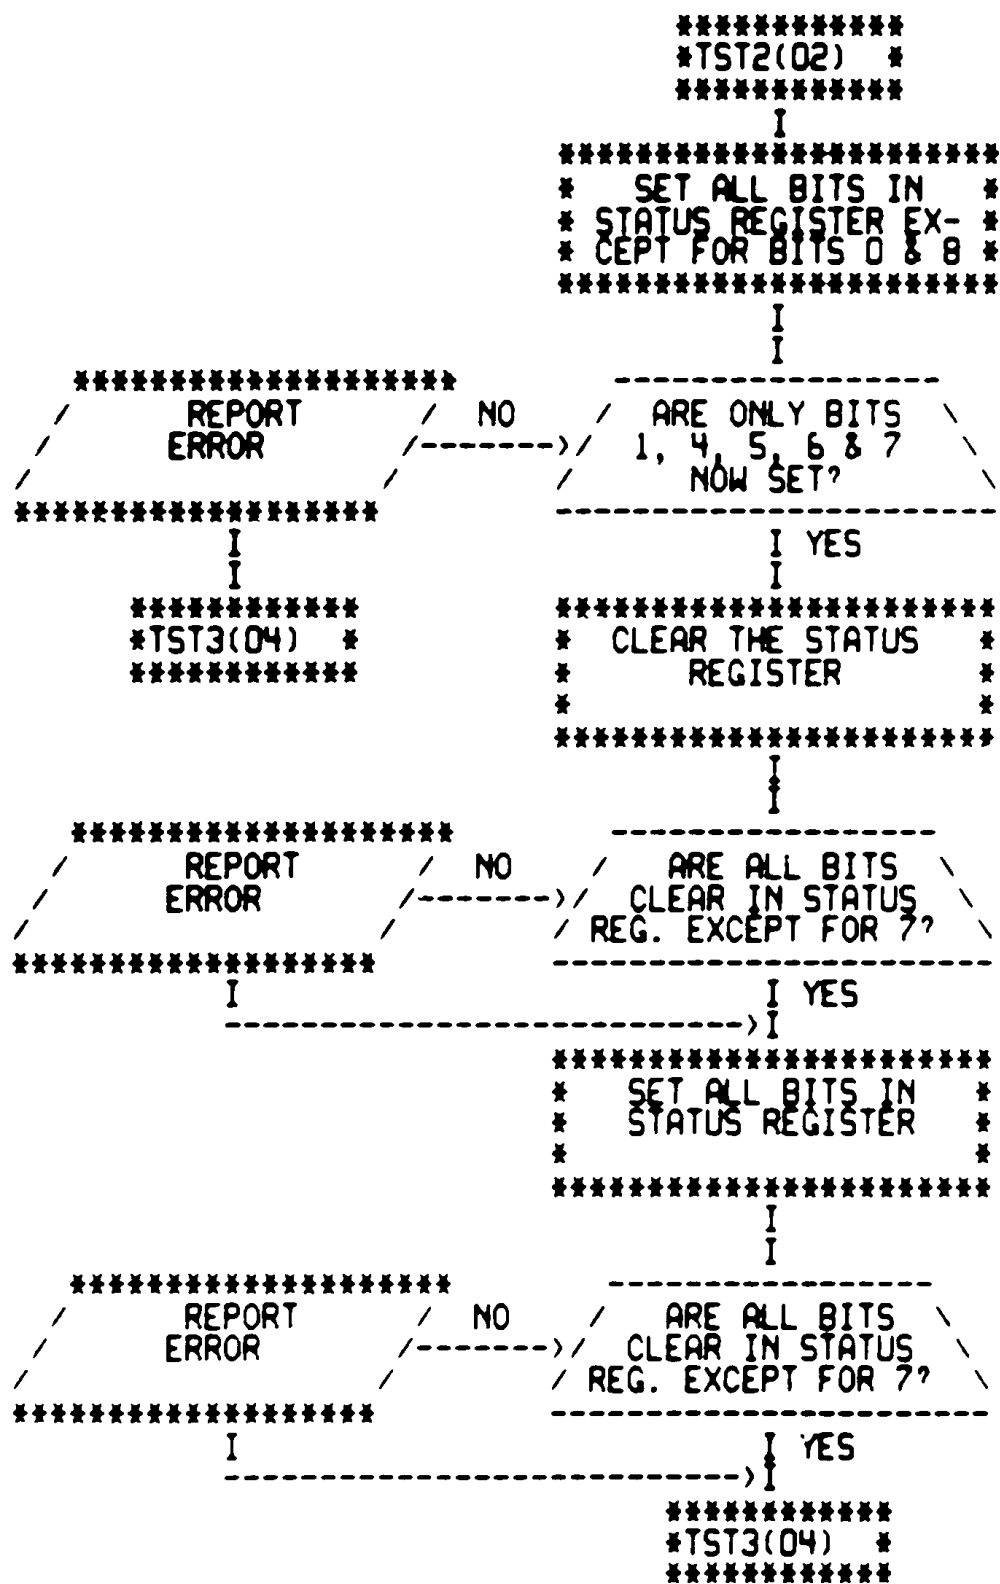 TST2(02)
SET ALL BITS IN
STATUS REGISTER EX-
CEPT FOR BITS 0 & 8
REPORT
ERROR
NO
ARE ONLY BITS
1, 4, 5, 6 & 7
NOW SET?
YES
TST3(04)
CLEAR THE STATUS
REGISTER
REPORT
ERROR
NO
ARE ALL BITS
CLEAR IN STATUS
REG. EXCEPT FOR 7?
YES
SET ALL BITS IN
STATUS REGISTER
REPORT
ERROR
NO
ARE ALL BITS
CLEAR IN STATUS
REG. EXCEPT FOR 7?
YES
TST3(04)